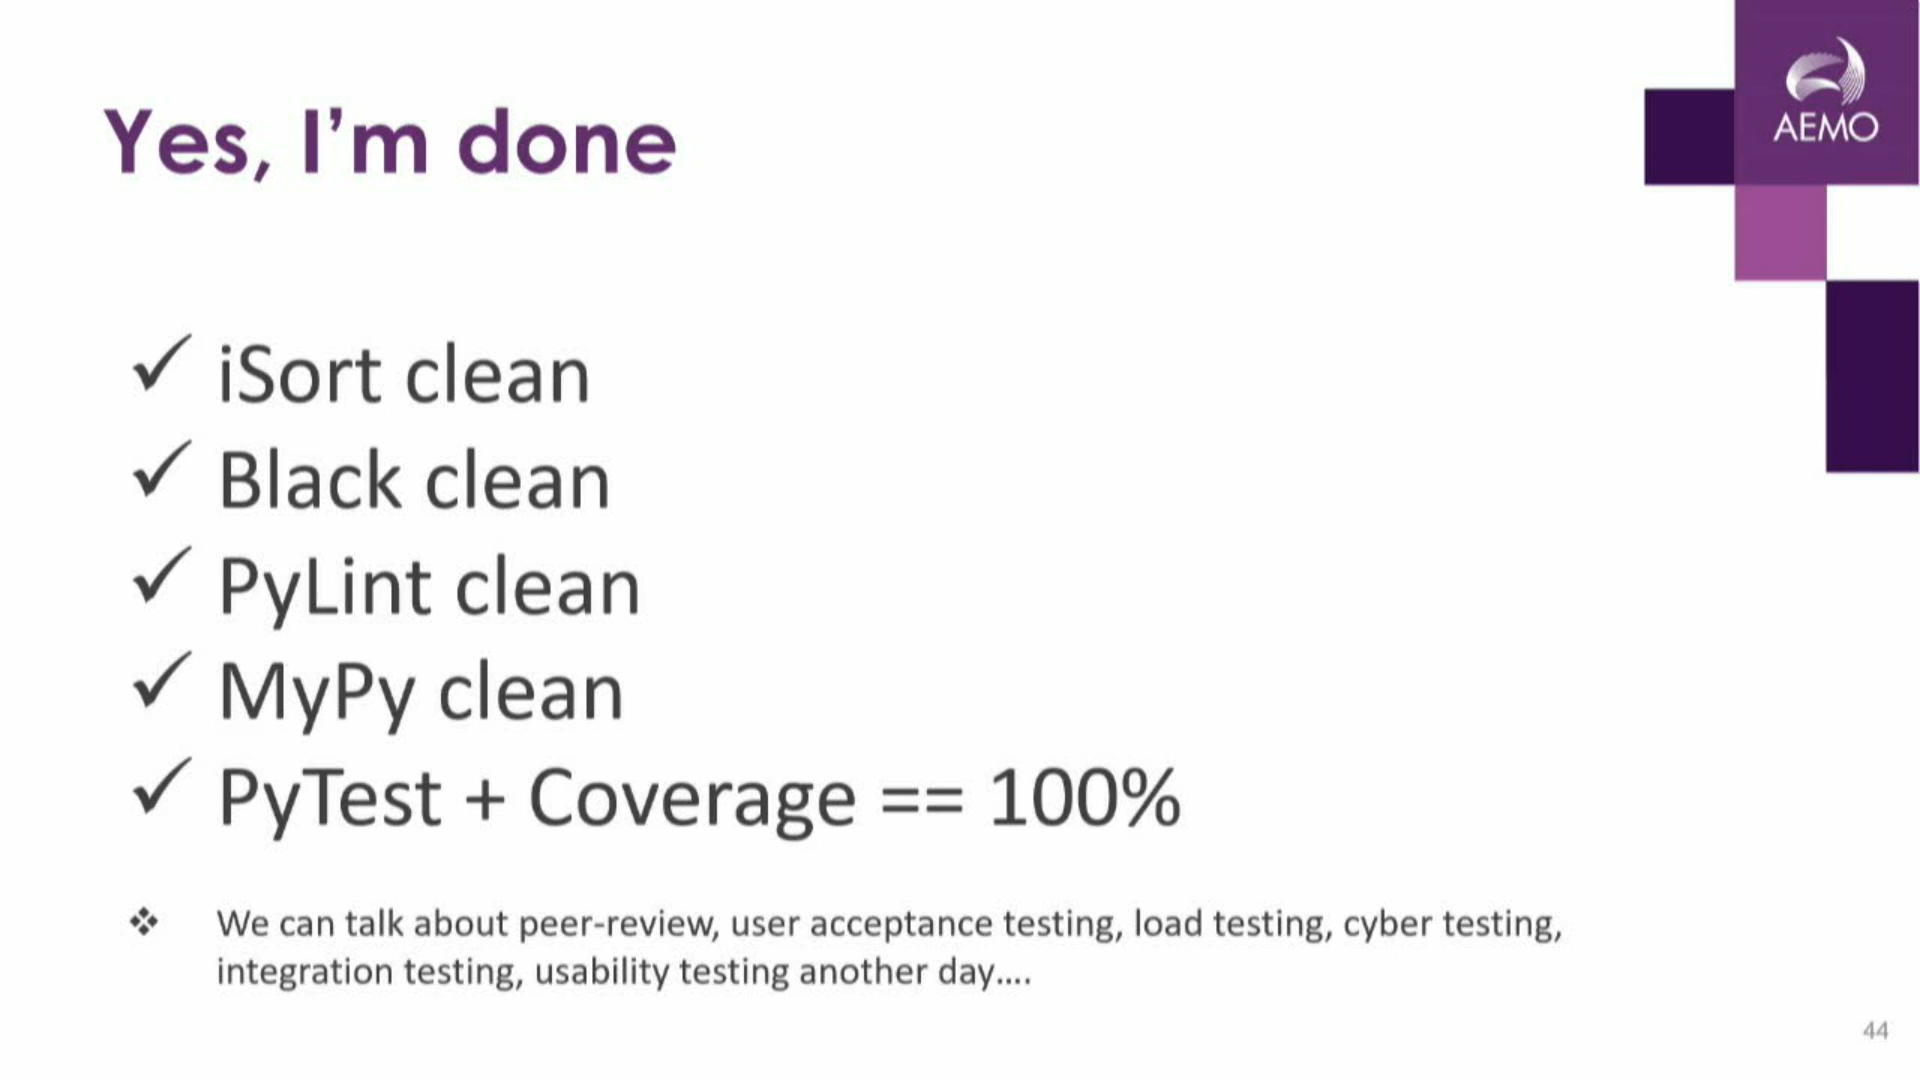 Yes, I'm done
AEMO
✓ iSort clean
✓ Black clean
✓ PyLint clean
✓ MyPy clean
✓ PyTest + Coverage == 100%
❖ We can talk about peer-review, user acceptance testing, load testing, cyber testing,
integration testing, usability testing another day....
44